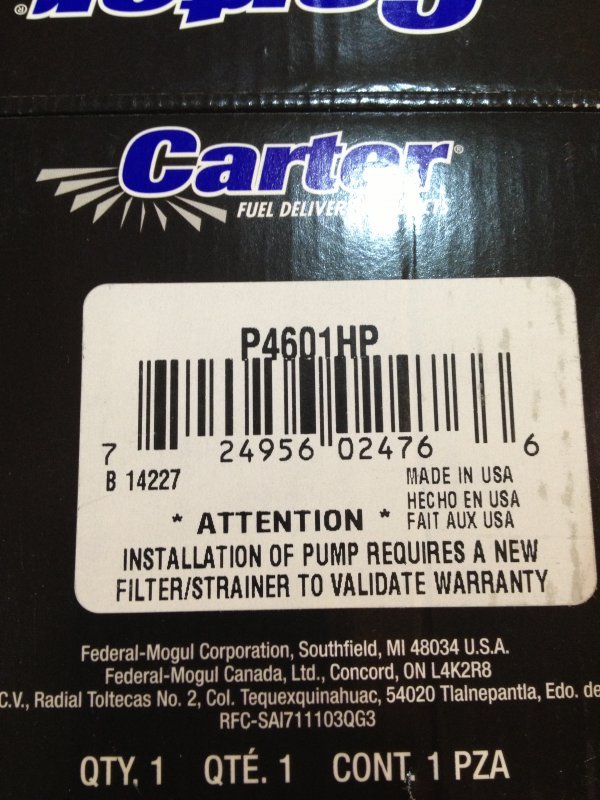 Carter®
FUEL
P4601HP
7 24956 02476 6
B 14227
MADE IN USA
HECHO EN USA
FAIT AUX USA
* ATTENTION *
INSTALLATION OF PUMP REQUIRES A NEW
FILTER/STRAINER TO VALIDATE WARRANTY
Federal-Mogul Corporation, Southfield, MI 48034 U.S.A.
Federal-Mogul Canada, Ltd., Concord, ON L4K2R8
C.V., Radial Toltecas No. 2, Col. Tequexquinahuac, 54020 Tlalnepantla, Edo. de
RFC-SAI711103QG3
QTY. 1 QTÉ. 1 CONT. 1 PZA